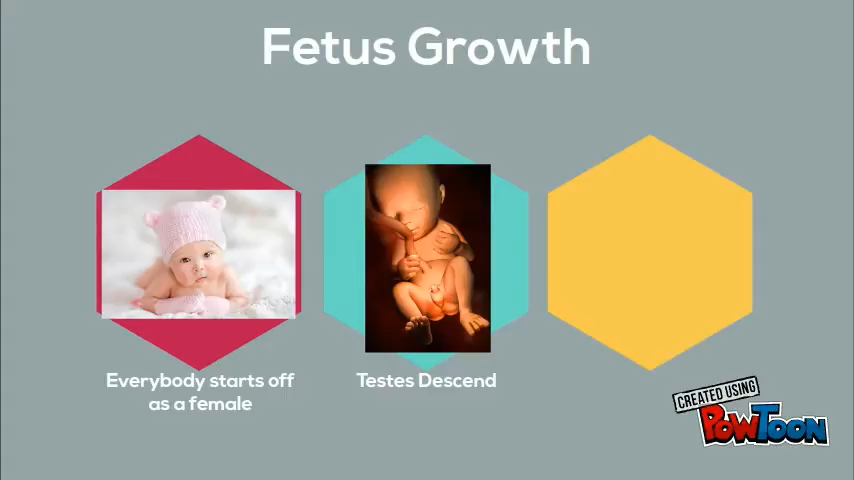 Fetus Growth
Everybody starts off
as a female
Testes Descend
CREATED USING
POWTOON